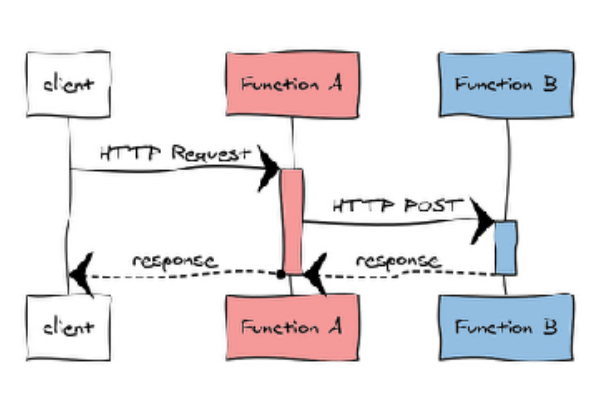 client
Function A
Function B
HTTP Request
HTTP POST
response
response
client
Function A
Function B